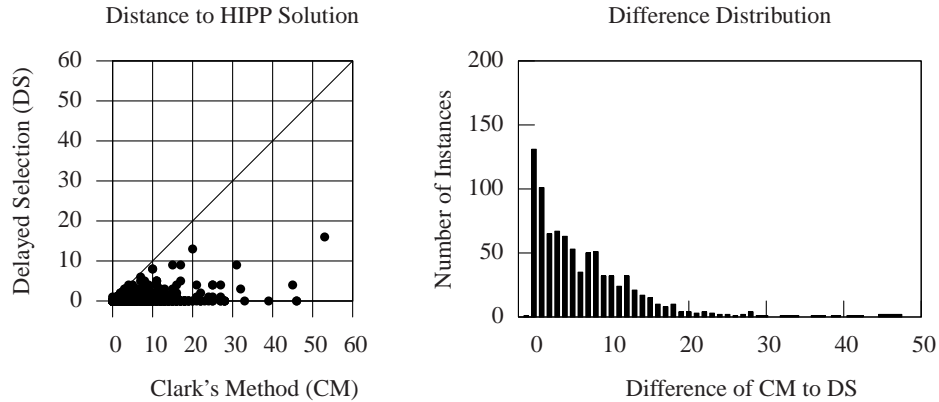 Distance to HIPP Solution
Delayed Selection (DS)
60
50
40
30
20
10
0
0 10 20 30 40 50 60
Clark's Method (CM)
Difference Distribution
Number of Instances
200
150
100
50
0
0 10 20 30 40 50
Difference of CM to DS